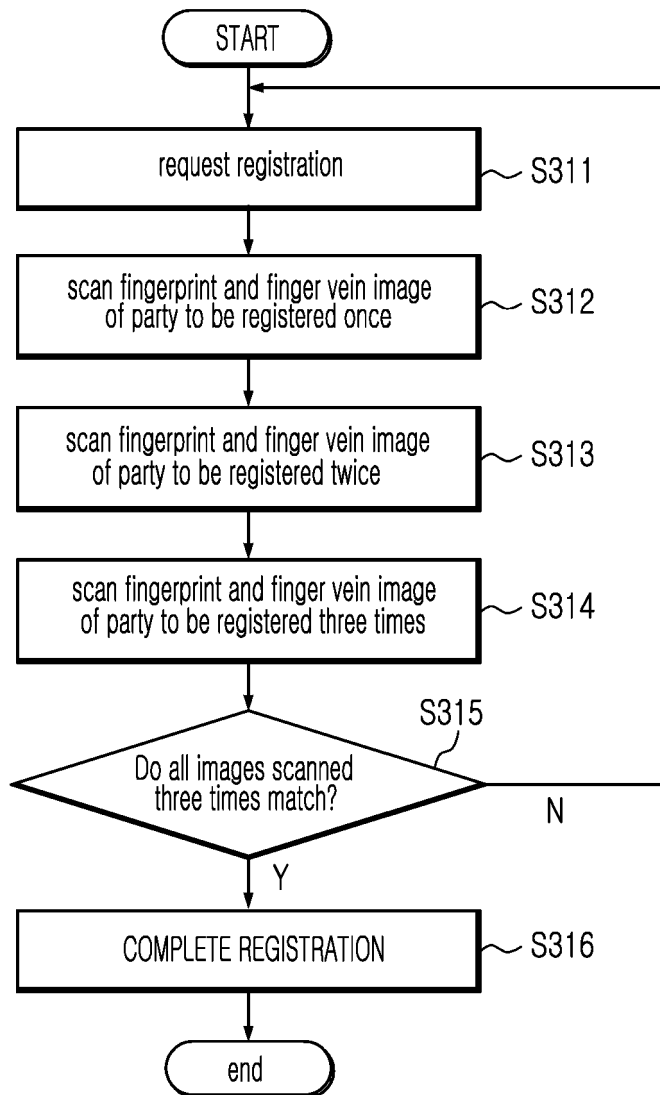 START
request registration
S311
scan fingerprint and finger vein image
of party to be registered once
S312
scan fingerprint and finger vein image
of party to be registered twice
S313
scan fingerprint and finger vein image
of party to be registered three times
S314
S315
Do all images scanned
three times match?
N
Y
COMPLETE REGISTRATION
S316
end